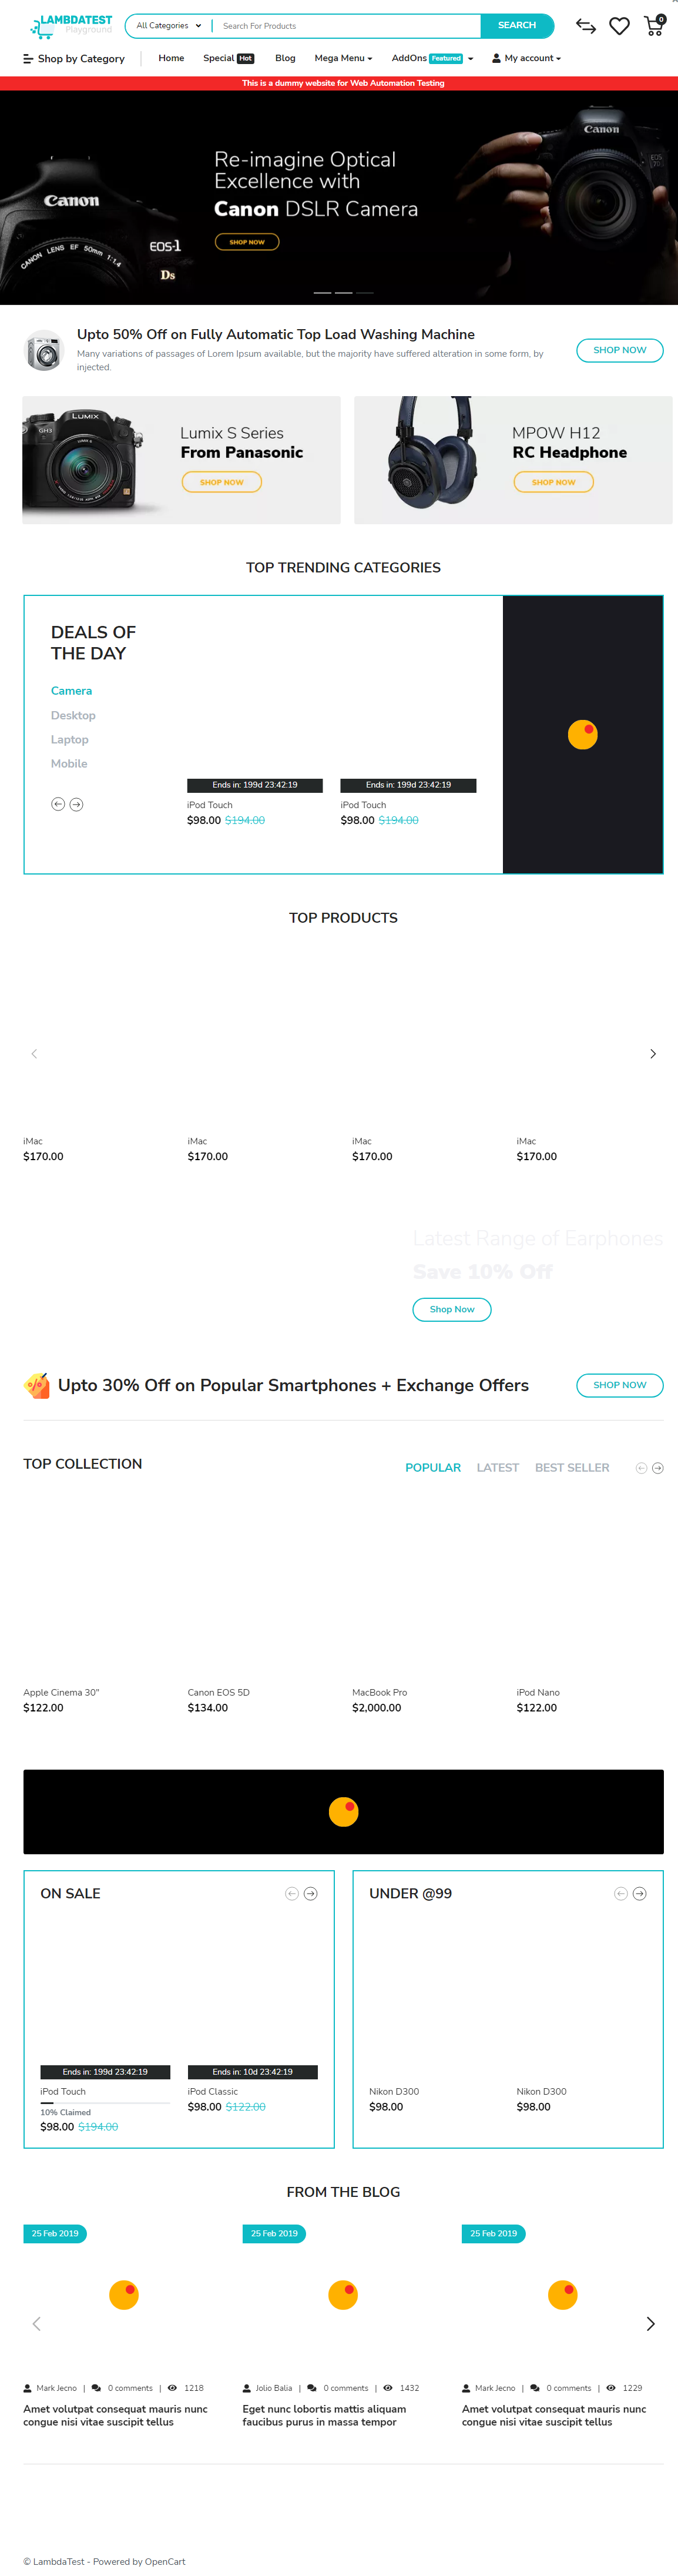 LAMBDATEST
Playground
All Categories
Search For Products
SEARCH
0
Shop by Category
Home
Special Hot
Blog
Mega Menu
AddOns Featured
My account
This is a dummy website for Web Automation Testing
Canon
CANON LENS EF 50mm 1:1.4
EOS-1
Ds
Re-imagine Optical
Excellence with
Canon DSLR Camera
SHOP NOW
Canon
Upto 50% Off on Fully Automatic Top Load Washing Machine
Many variations of passages of Lorem Ipsum available, but the majority have suffered alteration in some form, by
injected.
SHOP NOW
LUMIX
GH3
Lumix S Series
From Panasonic
SHOP NOW
MPOW H12
RC Headphone
SHOP NOW
TOP TRENDING CATEGORIES
DEALS OF
THE DAY
Camera
Desktop
Laptop
Mobile
Ends in: 199d 23:42:19
iPod Touch
$98.00 $194.00
Ends in: 199d 23:42:19
iPod Touch
$98.00 $194.00
TOP PRODUCTS
iMac
$170.00
iMac
$170.00
iMac
$170.00
iMac
$170.00
Latest Range of Earphones
Save 10% Off
Shop Now
Upto 30% Off on Popular Smartphones + Exchange Offers
SHOP NOW
TOP COLLECTION
POPULAR
LATEST
BEST SELLER
Apple Cinema 30"
$122.00
Canon EOS 5D
$134.00
MacBook Pro
$2,000.00
iPod Nano
$122.00
ON SALE
Ends in: 199d 23:42:19
iPod Touch
10% Claimed
$98.00 $194.00
Ends in: 10d 23:42:19
iPod Classic
$98.00 $122.00
UNDER @99
Nikon D300
$98.00
Nikon D300
$98.00
FROM THE BLOG
25 Feb 2019
Mark Jecno | 0 comments | 1218
Amet volutpat consequat mauris nunc
congue nisi vitae suscipit tellus
25 Feb 2019
Jolio Balia | 0 comments | 1432
Eget nunc lobortis mattis aliquam
faucibus purus in massa tempor
25 Feb 2019
Mark Jecno | 0 comments | 1229
Amet volutpat consequat mauris nunc
congue nisi vitae suscipit tellus
© LambdaTest - Powered by OpenCart